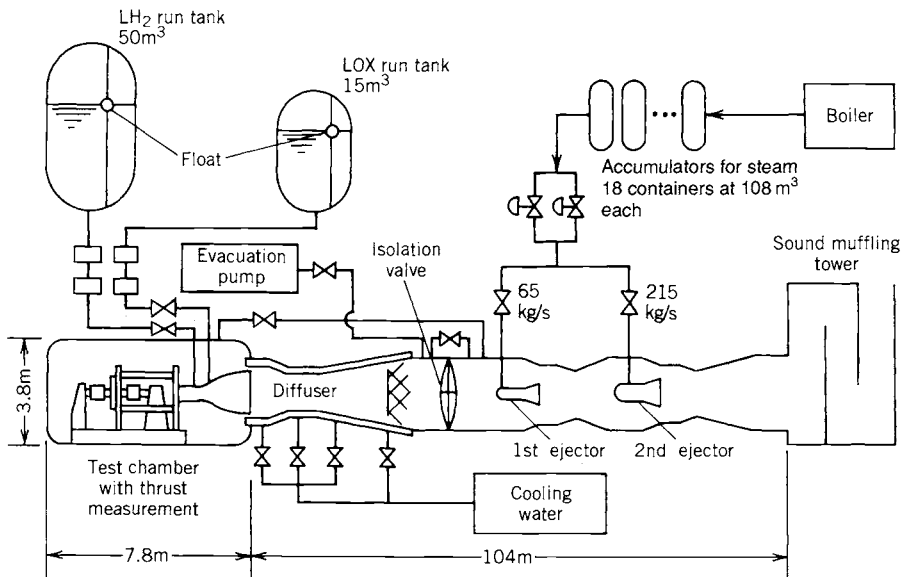 LH₂ run tank
50m³
LOX run tank
15m³
Float
Boiler
Accumulators for steam
18 containers at 108 m³
each
Evacuation
pump
Isolation
valve
65
kg/s
215
kg/s
Sound muffling
tower
3.8m
Diffuser
1st ejector
2nd ejector
Test chamber
with thrust
measurement
Cooling
water
7.8m
104m